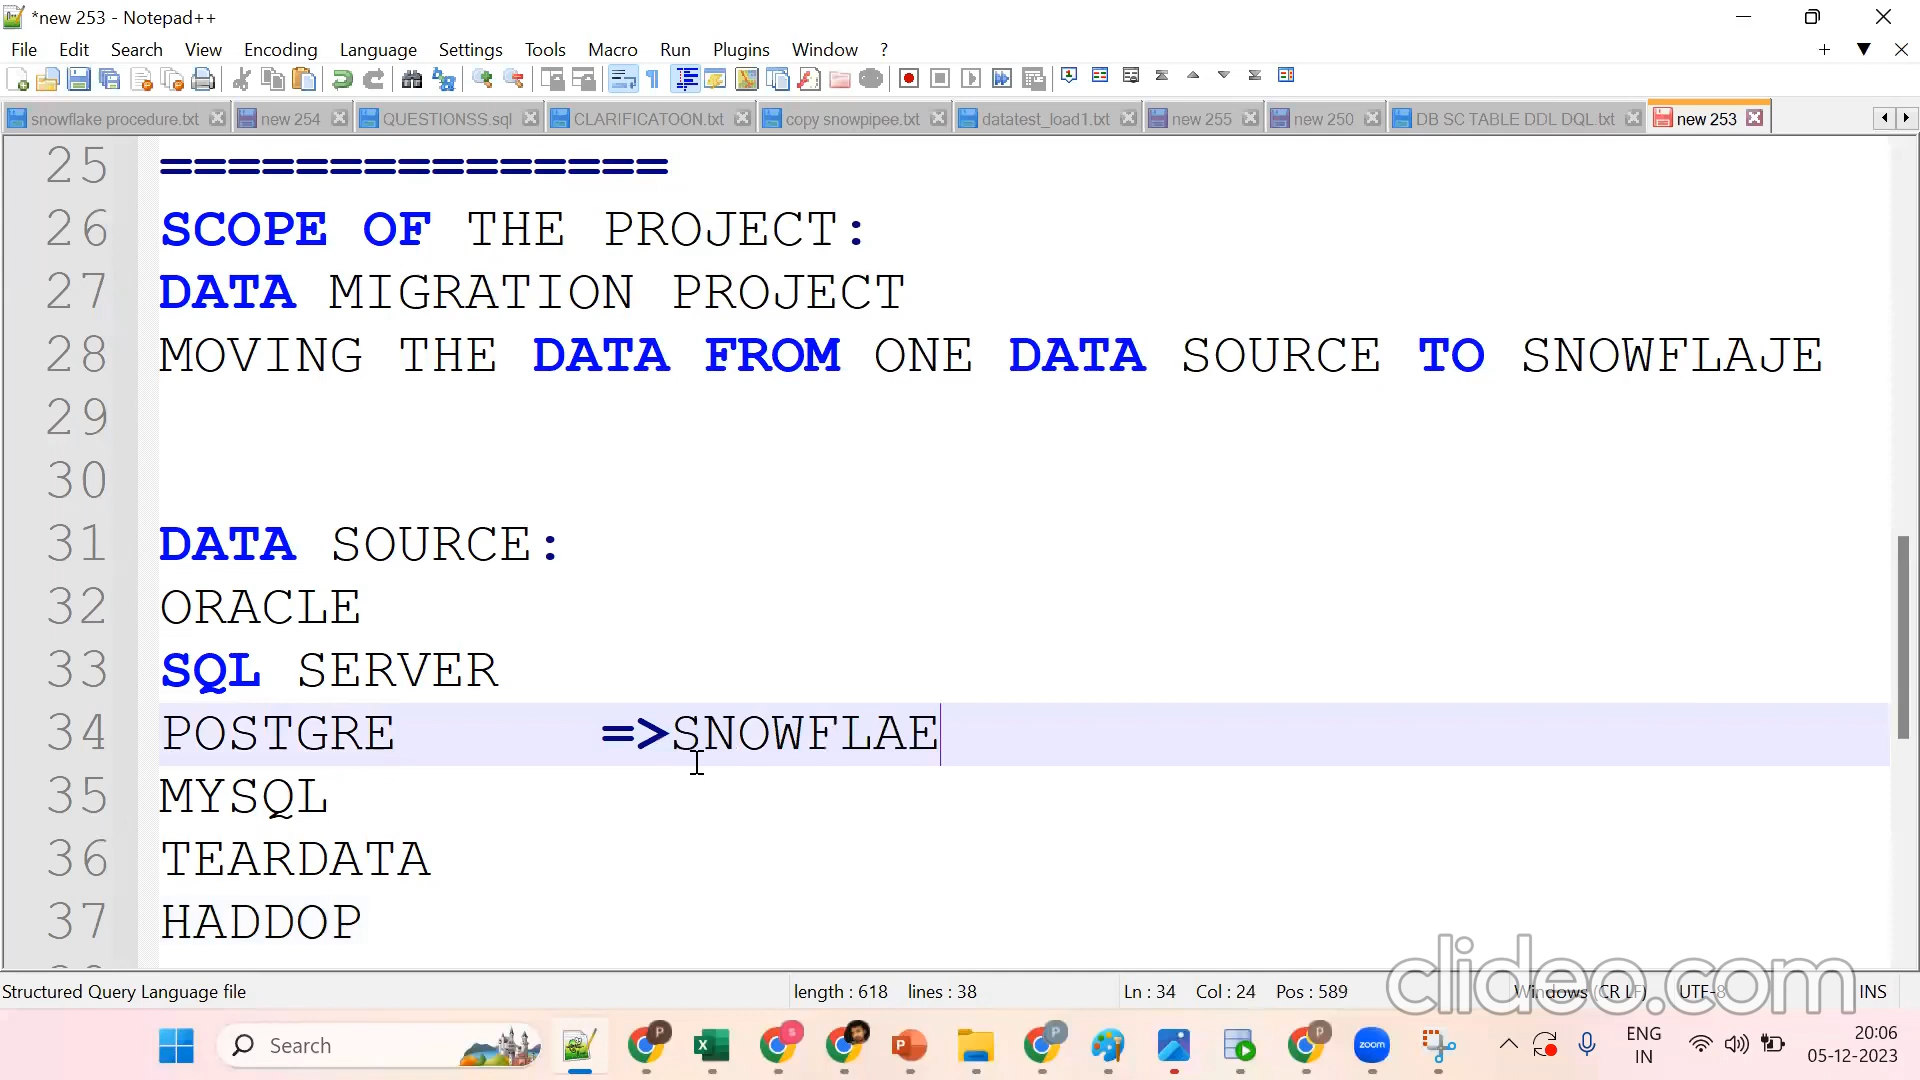 *new 253 - Notepad++
File Edit Search View Encoding Language Settings Tools Macro Run Plugins Window ?
snowflake procedure.txt new 254 QUESTIONSS.sql CLARIFICATOON.txt copy snowpipee.txt datatest_load1.txt new 255 new 250 DB SC TABLE DDL DQL txt new 253
25 ===============
26 SCOPE OF THE PROJECT:
27 DATA MIGRATION PROJECT
28 MOVING THE DATA FROM ONE DATA SOURCE TO SNOWFLAJE
29
30
31 DATA SOURCE:
32 ORACLE
33 SQL SERVER
34 POSTGRE =>SNOWFLAE
35 MYSQL
36 TEARDATA
37 HADDOP
clideo.com
Structured Query Language file length : 618 lines : 38 Ln : 34 Col : 24 Pos : 589 Windows (CR LF) UTF-8 INS
Search zoom ENG 20:06
IN 05-12-2023